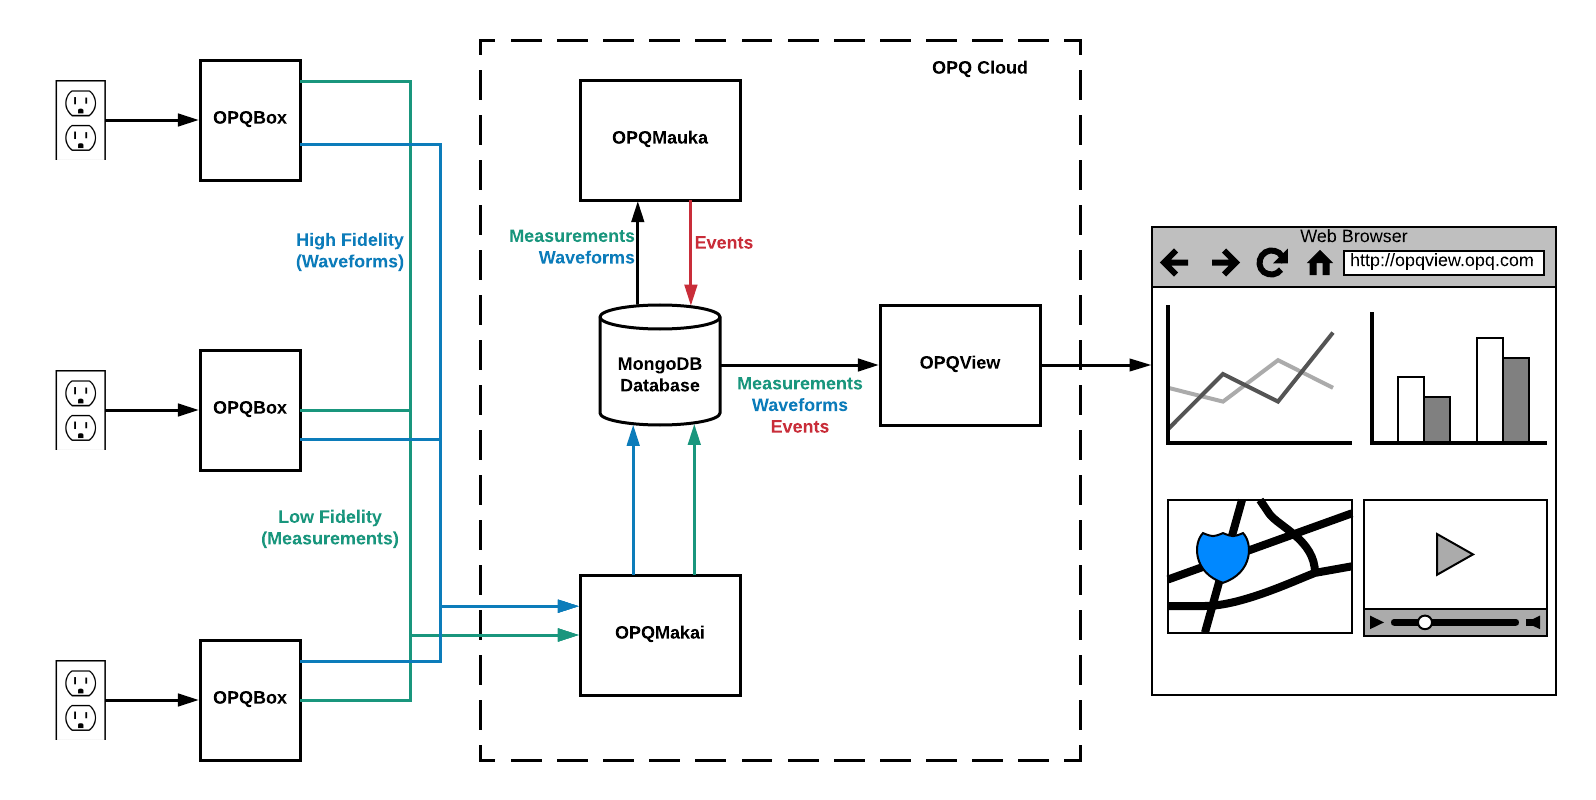 OPQ Cloud
OPQBox
OPQMauka
High Fidelity
(Waveforms)
Measurements
Waveforms
Events
Web Browser
http://opqview.opq.com
OPQBox
MongoDB
Database
OPQView
Measurements
Waveforms
Events
Low Fidelity
(Measurements)
OPQMakai
OPQBox